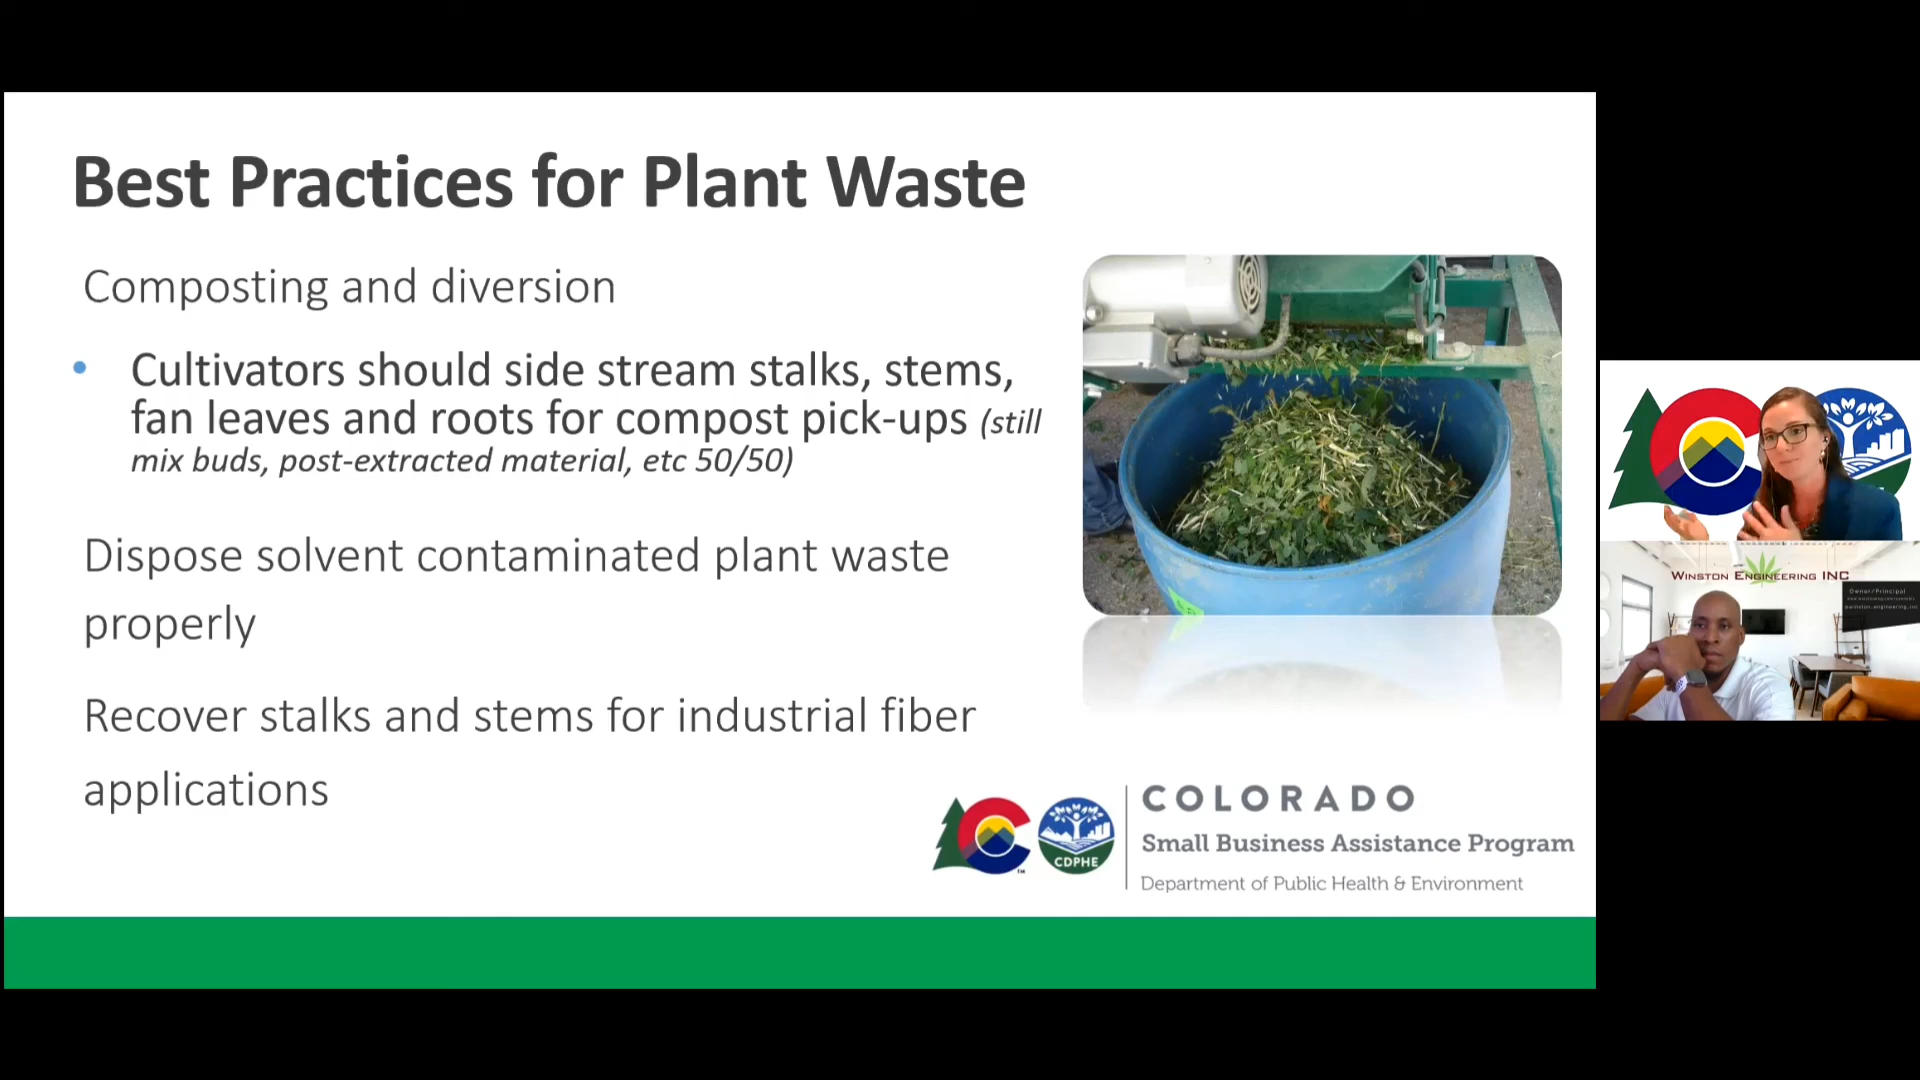 Best Practices for Plant Waste
Composting and diversion
• Cultivators should side stream stalks, stems,
fan leaves and roots for compost pick-ups (still
mix buds, post-extracted material, etc 50/50)
Dispose solvent contaminated plant waste
properly
Recover stalks and stems for industrial fiber
applications
CDPHE
TM
COLORADO
Small Business Assistance Program
Department of Public Health & Environment
WINSTON ENGINEERING INC
Owner/Principal